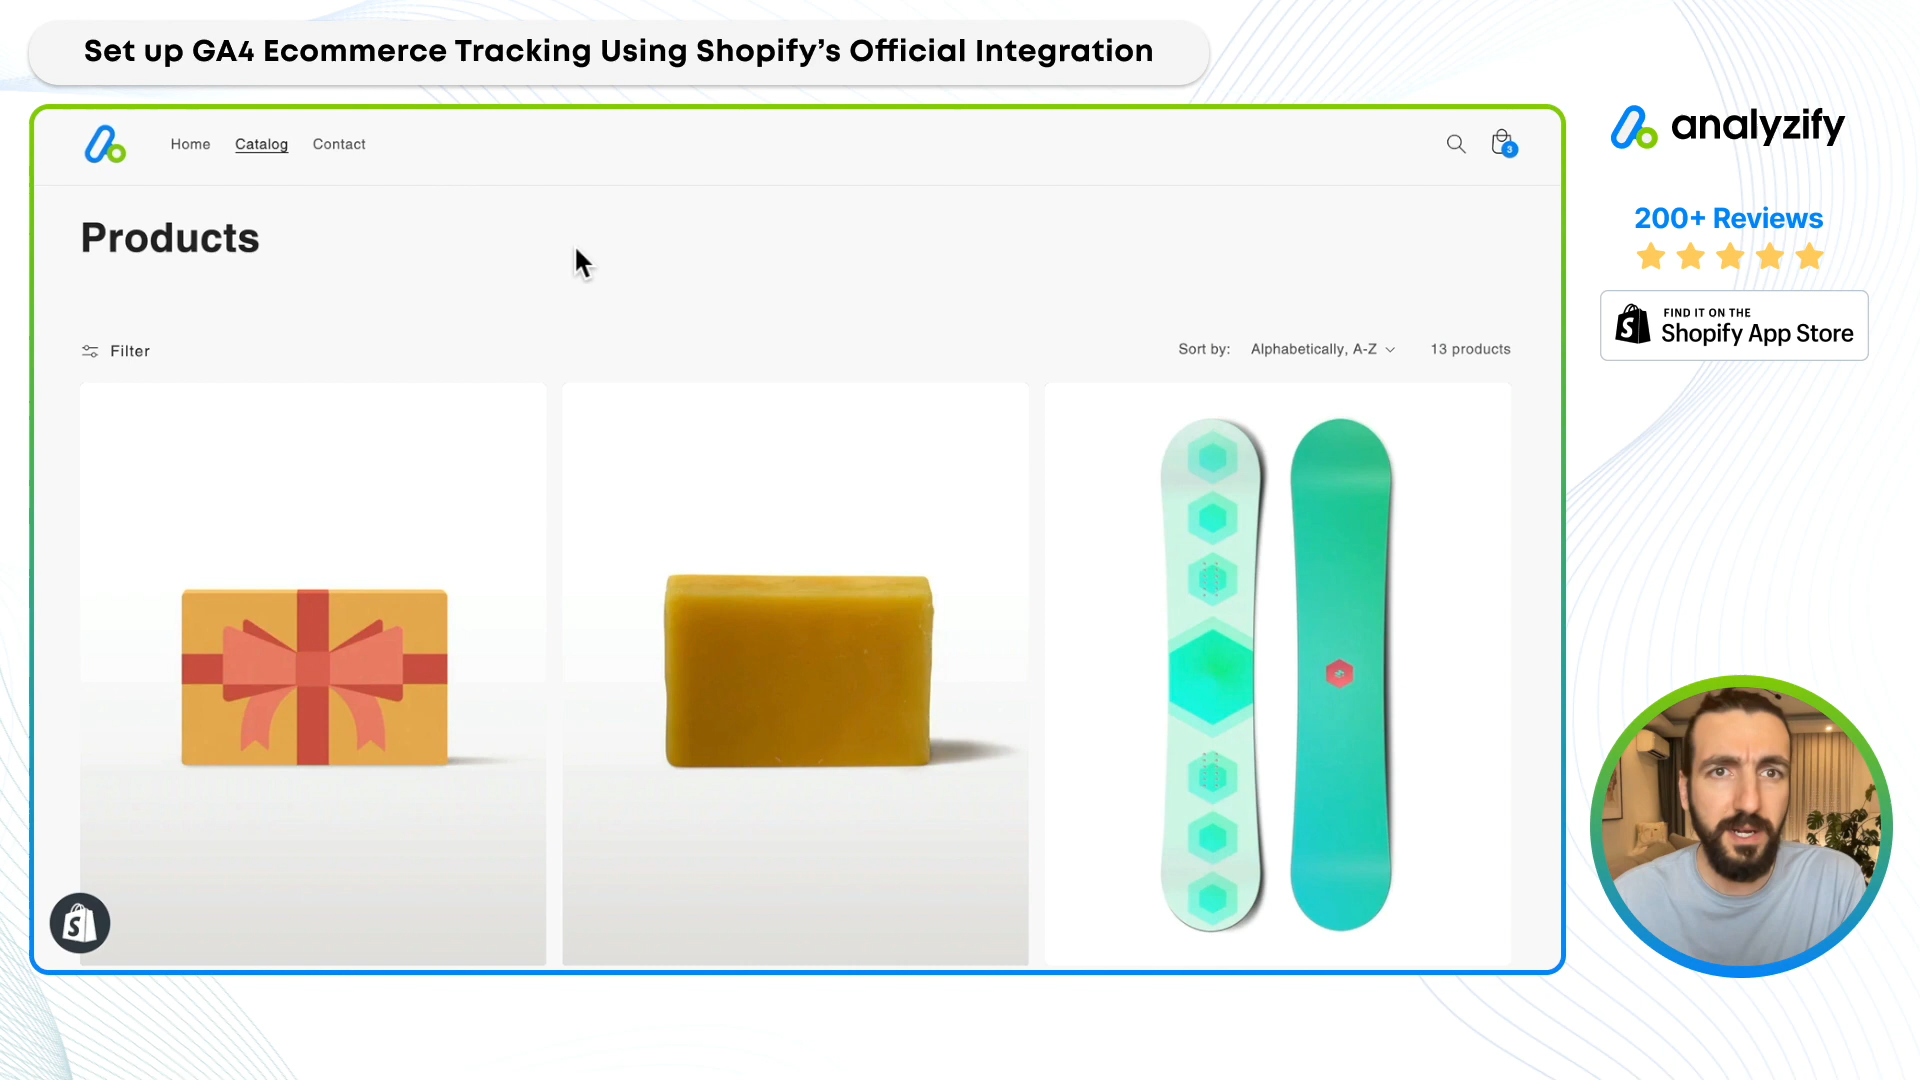 Set up GA4 Ecommerce Tracking Using Shopify’s Official Integration
Home Catalog Contact
3
analyzify
Products
200+ Reviews
FIND IT ON THE
Shopify App Store
Filter
Sort by: Alphabetically, A-Z 13 products